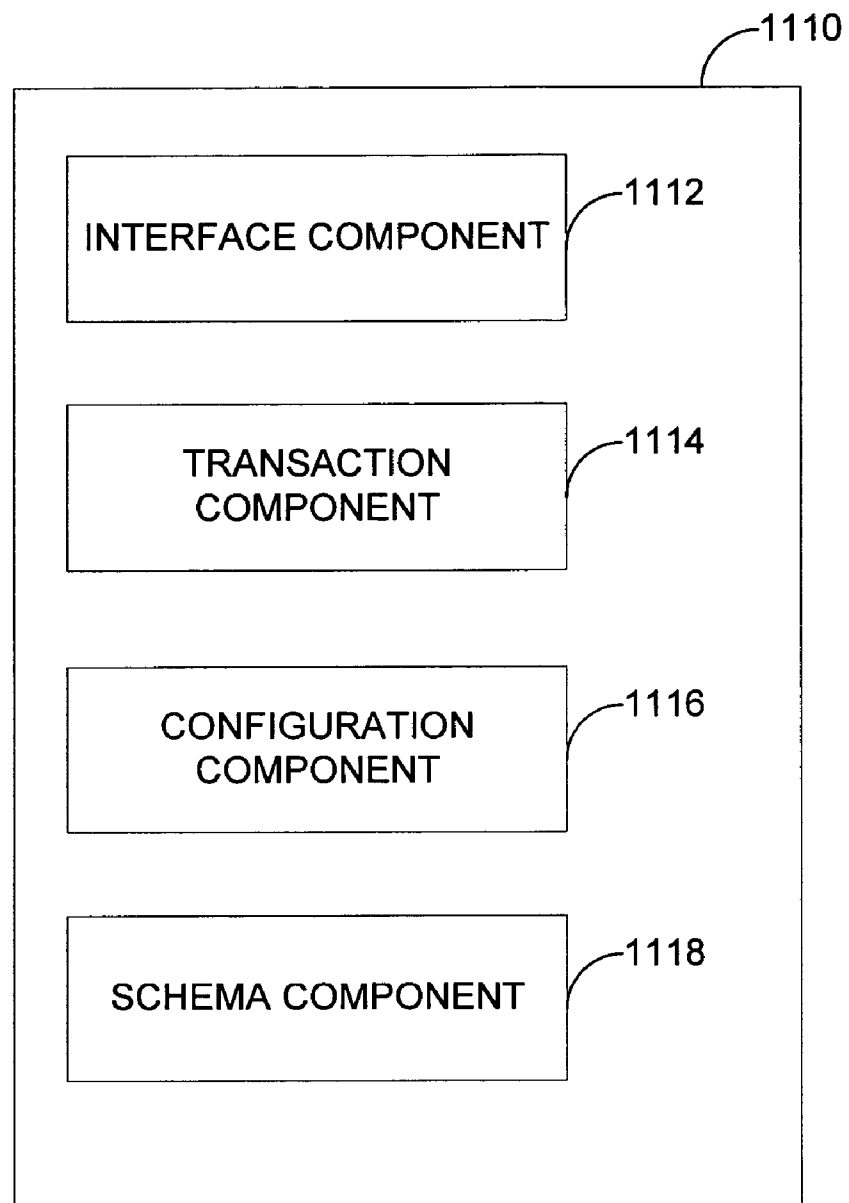 1110
INTERFACE COMPONENT
1112
TRANSACTION
COMPONENT
1114
CONFIGURATION
COMPONENT
1116
SCHEMA COMPONENT
1118